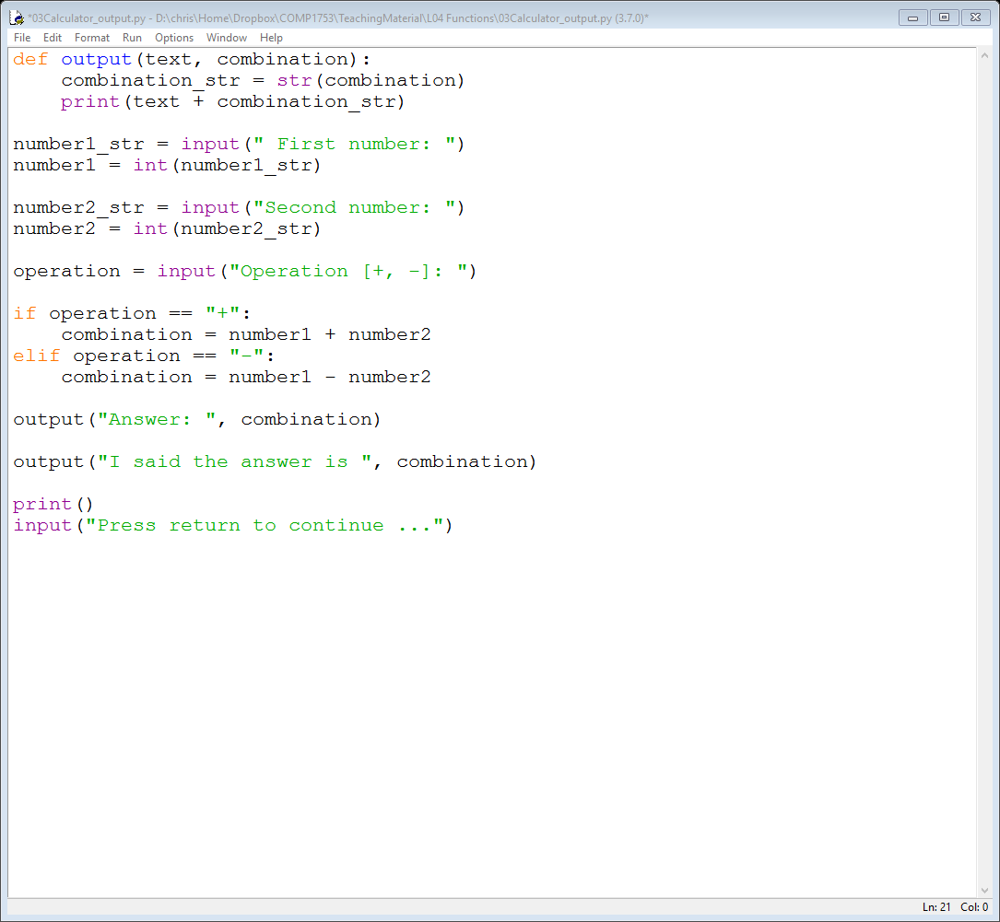 *03Calculator_output.py - D:\chris\Home\Dropbox\COMP1753\TeachingMaterial\L04 Functions\03Calculator_output.py (3.7.0)*
File Edit Format Run Options Window Help
def output(text, combination):
    combination_str = str(combination)
    print(text + combination_str)

number1_str = input(" First number: ")
number1 = int(number1_str)

number2_str = input("Second number: ")
number2 = int(number2_str)

operation = input("Operation [+, -]: ")

if operation == "+":
    combination = number1 + number2
elif operation == "-":
    combination = number1 - number2

output("Answer: ", combination)

output("I said the answer is ", combination)

print()
input("Press return to continue ...")
Ln: 21 Col: 0